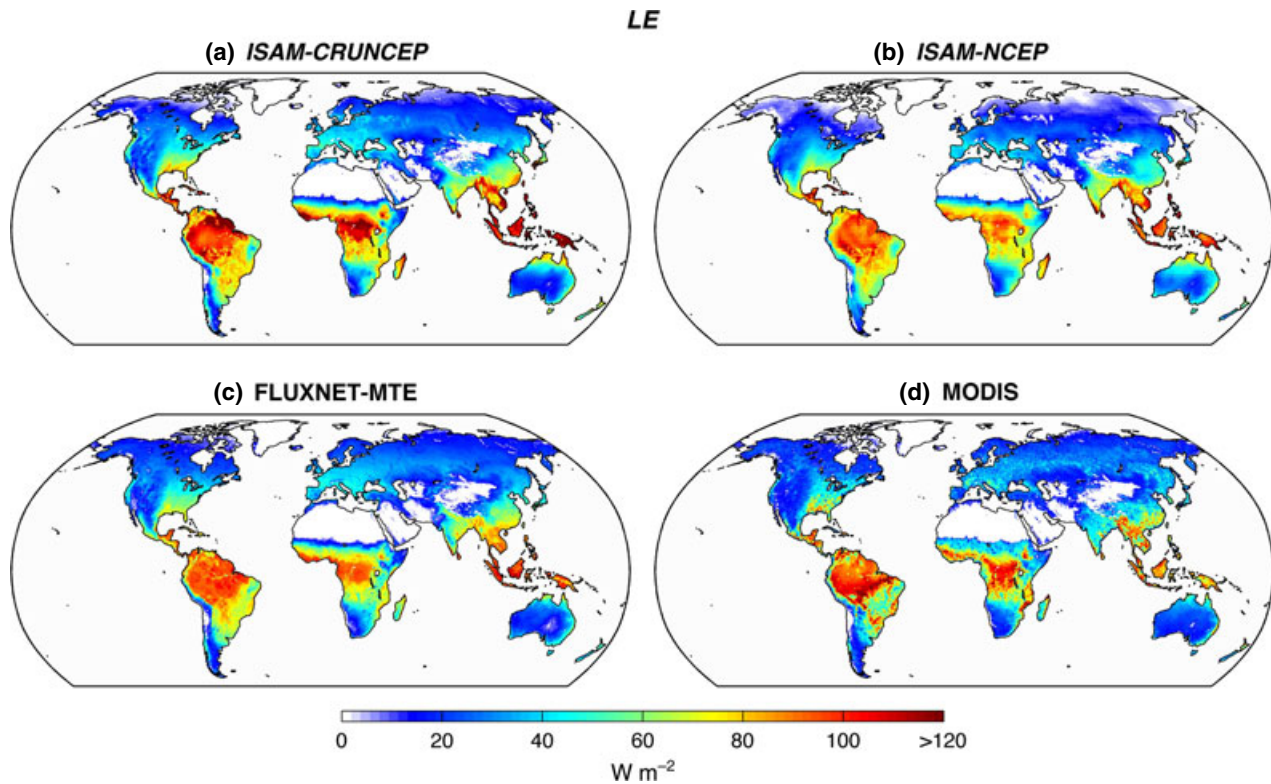 LE
(a) ISAM-CRUNCEP
(b) ISAM-NCEP
(c) FLUXNET-MTE
(d) MODIS
0 20 40 60 80 100 >120
W m⁻²